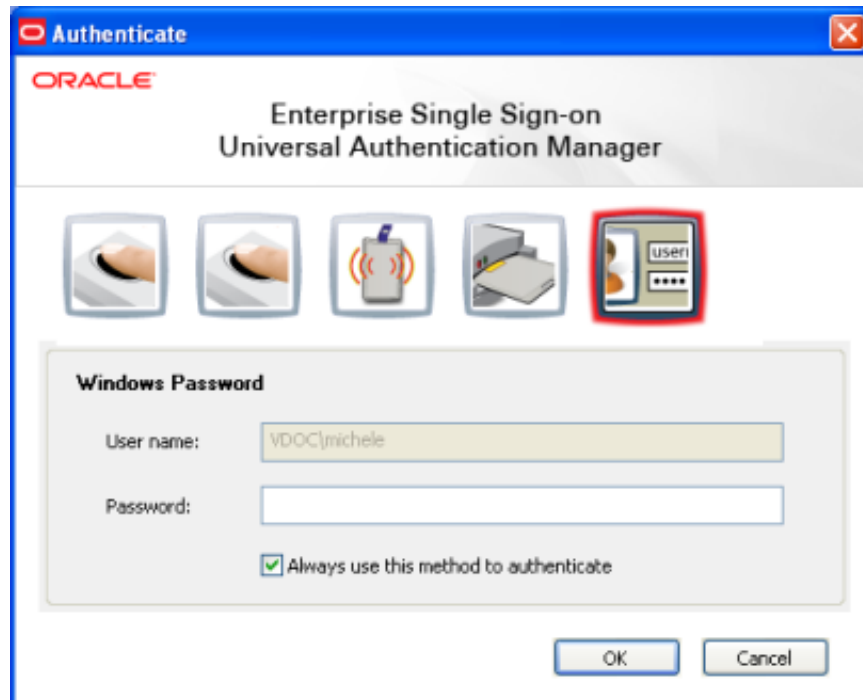 Authenticate
ORACLE
Enterprise Single Sign-on
Universal Authentication Manager
useri
••••
Windows Password
User name: VDOC\michele
Password:
Always use this method to authenticate
OK Cancel